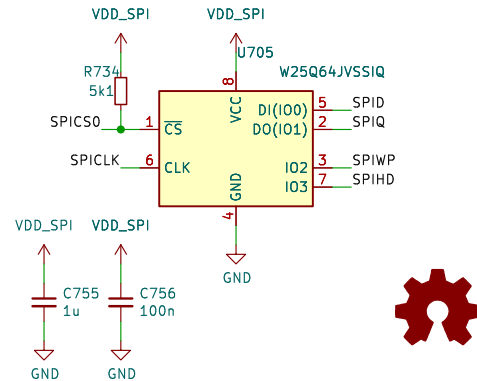 VDD_SPI VDD_SPI
U705
R734 8 W25Q64JVSSIQ
5k1 VCC DI(IO0) 5 SPID
SPICS0 1 CS DO(IO1) 2 SPIQ
SPICLK 6 CLK IO2 3 SPIWP
GND IO3 7 SPIHD
4
VDD_SPI VDD_SPI
GND
C755 C756
1u 100n
GND GND